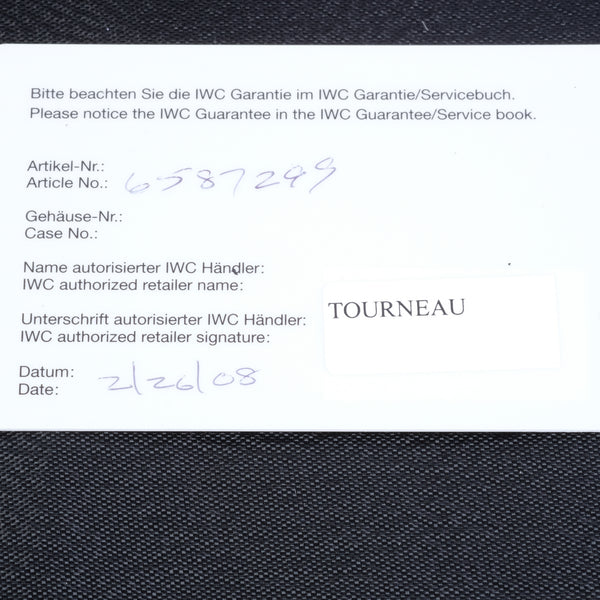 Bitte beachten Sie die IWC Garantie im IWC Garantie/Servicebuch.
Please notice the IWC Guarantee in the IWC Guarantee/Service book.
Artikel-Nr.:
Article No.: 6587299
Gehäuse-Nr.:
Case No.:
Name autorisierter IWC Händler:
IWC authorized retailer name:
TOURNEAU
Unterschrift autorisierter IWC Händler:
IWC authorized retailer signature:
Datum:
Date: 2/26/08